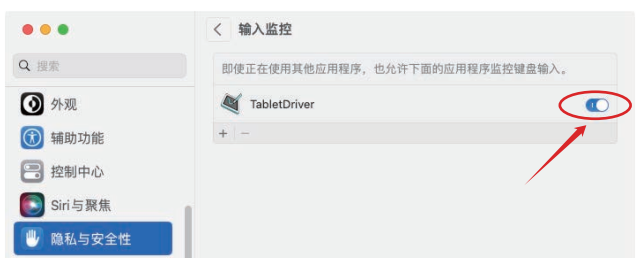 输入监控
搜索
即使正在使用其他应用程序，也允许下面的应用程序监控键盘输入。
外观
TabletDriver
辅助功能
控制中心
Siri与聚焦
隐私与安全性